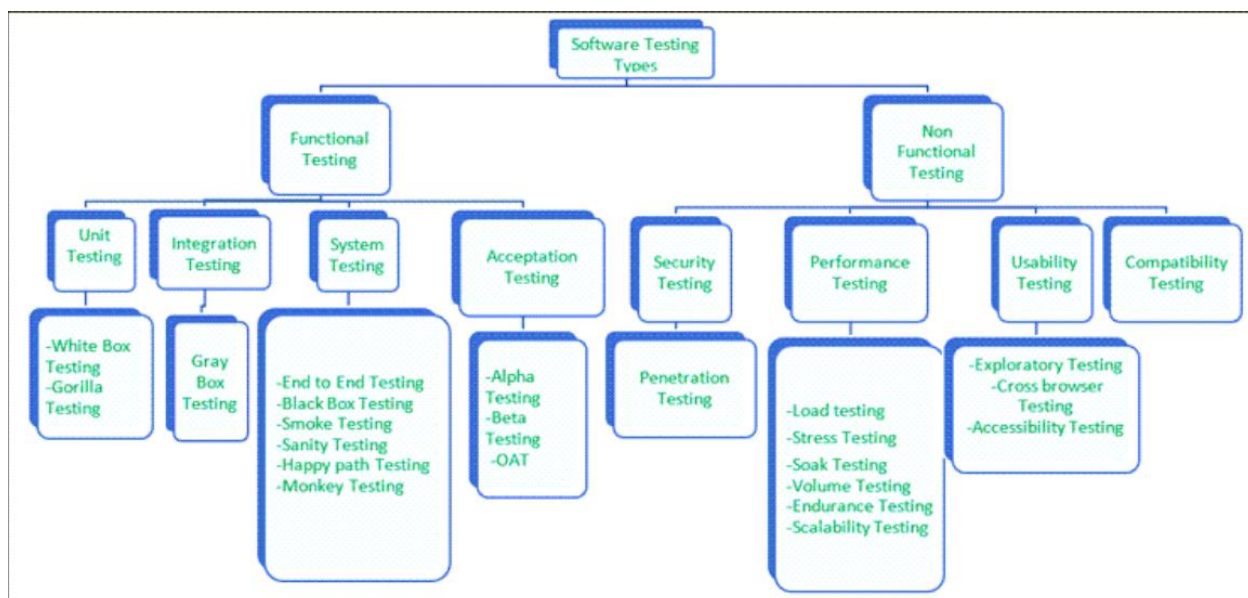 Software Testing
Types
Functional
Testing
Non
Functional
Testing
Unit
Testing
Integration
Testing
System
Testing
Acceptation
Testing
Security
Testing
Performance
Testing
Usability
Testing
Compatibility
Testing
-White Box
Testing
-Gorilla
Testing
Gray
Box
Testing
-End to End Testing
-Black Box Testing
-Smoke Testing
-Sanity Testing
-Happy path Testing
-Monkey Testing
-Alpha
Testing
-Beta
Testing
-OAT
Penetration
Testing
-Load testing
-Stress Testing
-Soak Testing
-Volume Testing
-Endurance Testing
-Scalability Testing
-Exploratory Testing
-Cross browser
Testing
-Accessibility Testing